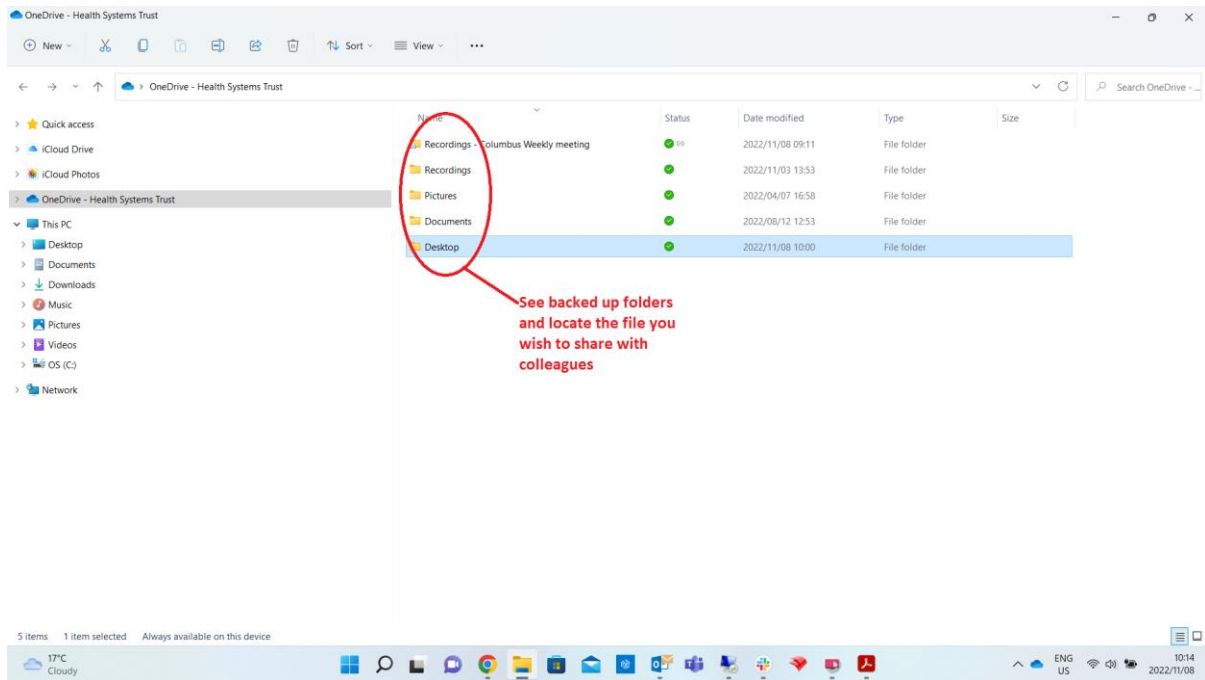 OneDrive - Health Systems Trust
New
Sort
View
OneDrive - Health Systems Trust
Search OneDrive - ...
Quick access
iCloud Drive
iCloud Photos
OneDrive - Health Systems Trust
This PC
Desktop
Documents
Downloads
Music
Pictures
Videos
OS (C:)
Network
Name Status Date modified Type Size
Recordings - Columbus Weekly meeting 2022/11/08 09:11 File folder
Recordings 2022/11/03 13:53 File folder
Pictures 2022/04/07 16:58 File folder
Documents 2022/08/12 12:53 File folder
Desktop 2022/11/08 10:00 File folder
See backed up folders
and locate the file you
wish to share with
colleagues
5 items 1 item selected Always available on this device
17°C
Cloudy
ENG
US
10:14
2022/11/08